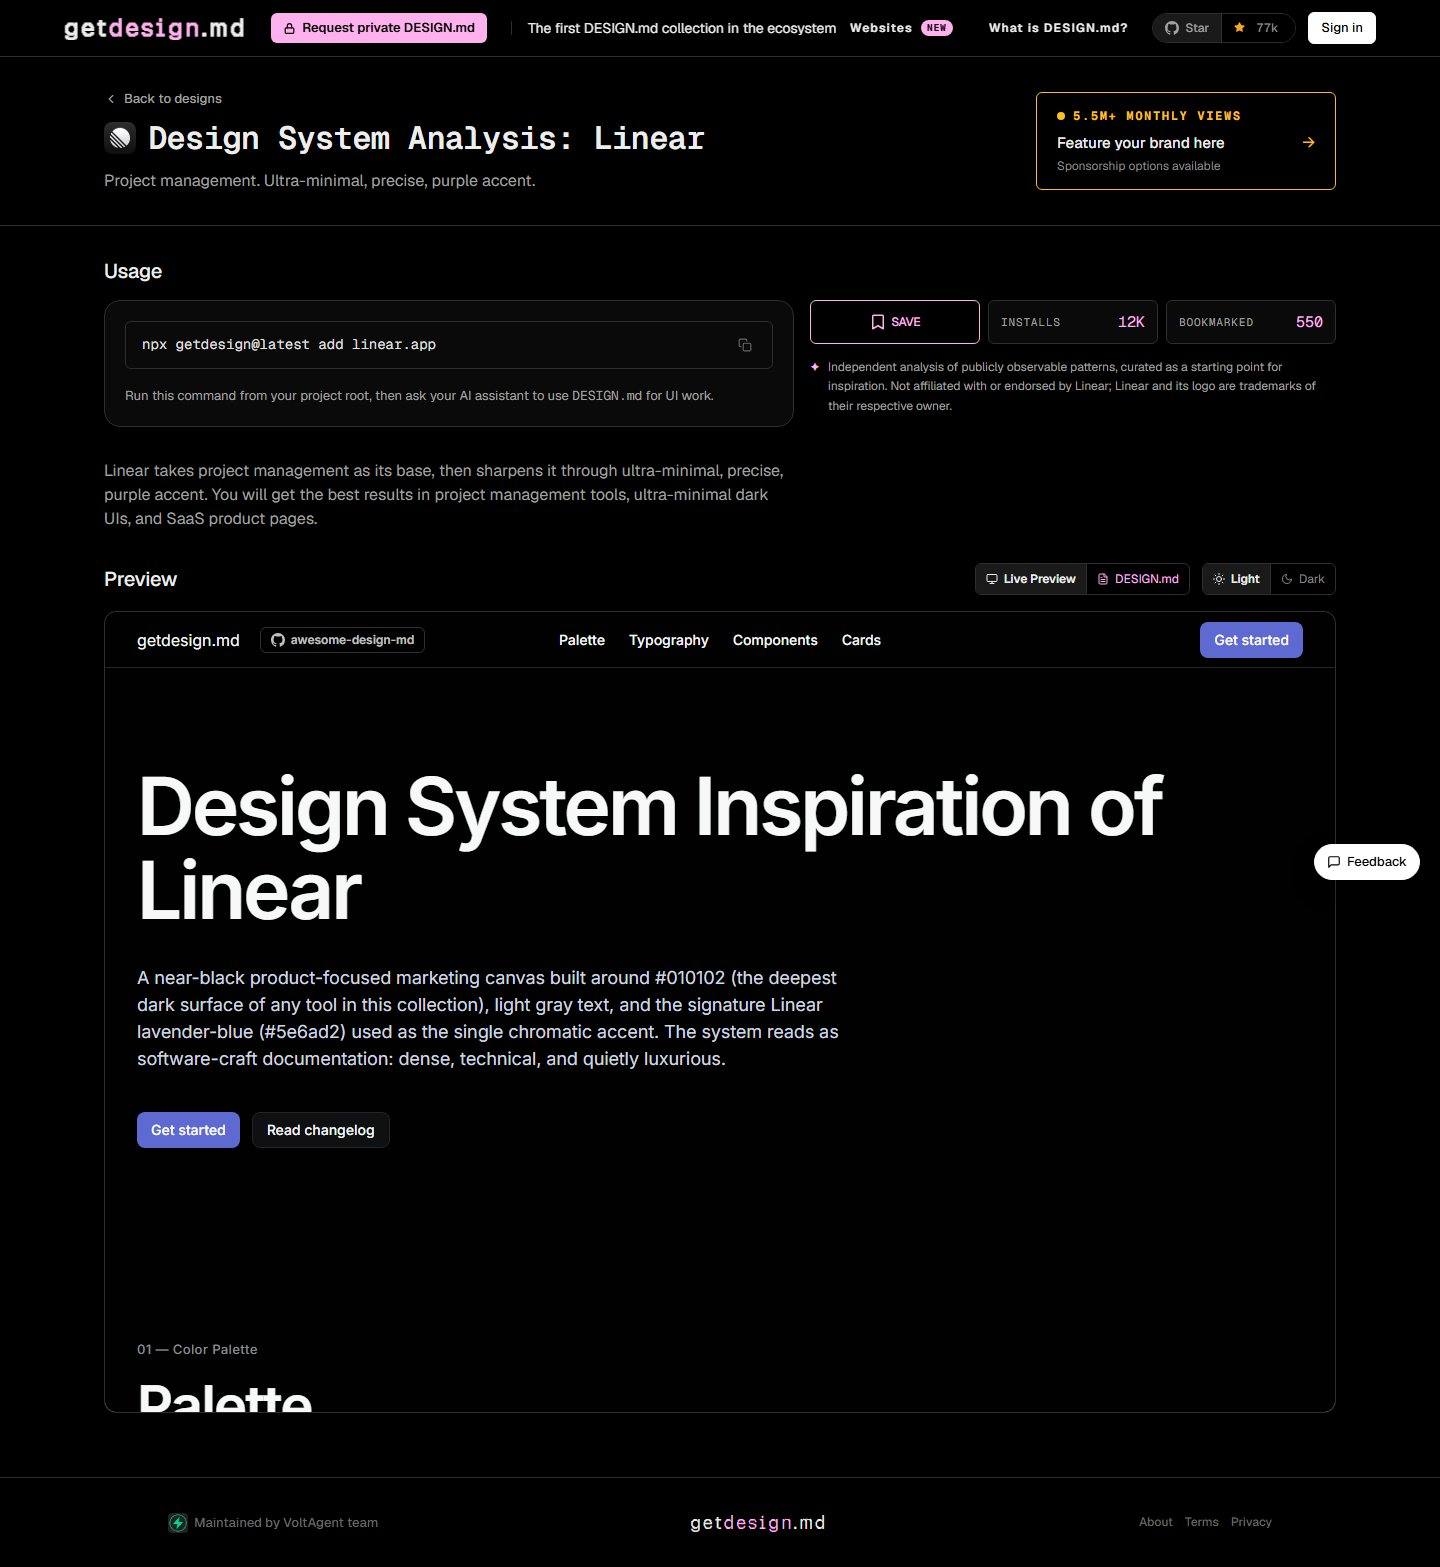 getdesign.md
Request private DESIGN.md
The first DESIGN.md collection in the ecosystem
Websites NEW
What is DESIGN.md?
Star 77k
Sign in
Back to designs
Design System Analysis: Linear
Project management. Ultra-minimal, precise, purple accent.
5.5M+ MONTHLY VIEWS
Feature your brand here
Sponsorship options available
Usage
npx getdesign@latest add linear.app
Run this command from your project root, then ask your AI assistant to use DESIGN.md for UI work.
SAVE
INSTALLS 12K
BOOKMARKED 550
Independent analysis of publicly observable patterns, curated as a starting point for
inspiration. Not affiliated with or endorsed by Linear; Linear and its logo are trademarks of
their respective owner.
Linear takes project management as its base, then sharpens it through ultra-minimal, precise,
purple accent. You will get the best results in project management tools, ultra-minimal dark
UIs, and SaaS product pages.
Preview
Live Preview
DESIGN.md
Light
Dark
getdesign.md
awesome-design-md
Palette
Typography
Components
Cards
Get started
Design System Inspiration of
Linear
Feedback
A near-black product-focused marketing canvas built around #010102 (the deepest
dark surface of any tool in this collection), light gray text, and the signature Linear
lavender-blue (#5e6ad2) used as the single chromatic accent. The system reads as
software-craft documentation: dense, technical, and quietly luxurious.
Get started
Read changelog
01 — Color Palette
Palette
Maintained by VoltAgent team
getdesign.md
About
Terms
Privacy